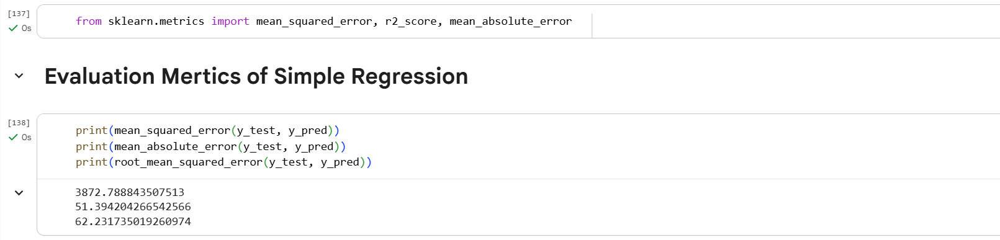 [137]
0s
from sklearn.metrics import mean_squared_error, r2_score, mean_absolute_error
Evaluation Mertics of Simple Regression
[138]
0s
print(mean_squared_error(y_test, y_pred))
print(mean_absolute_error(y_test, y_pred))
print(root_mean_squared_error(y_test, y_pred))
3872.788843507513
51.394204266542566
62.231735019260974